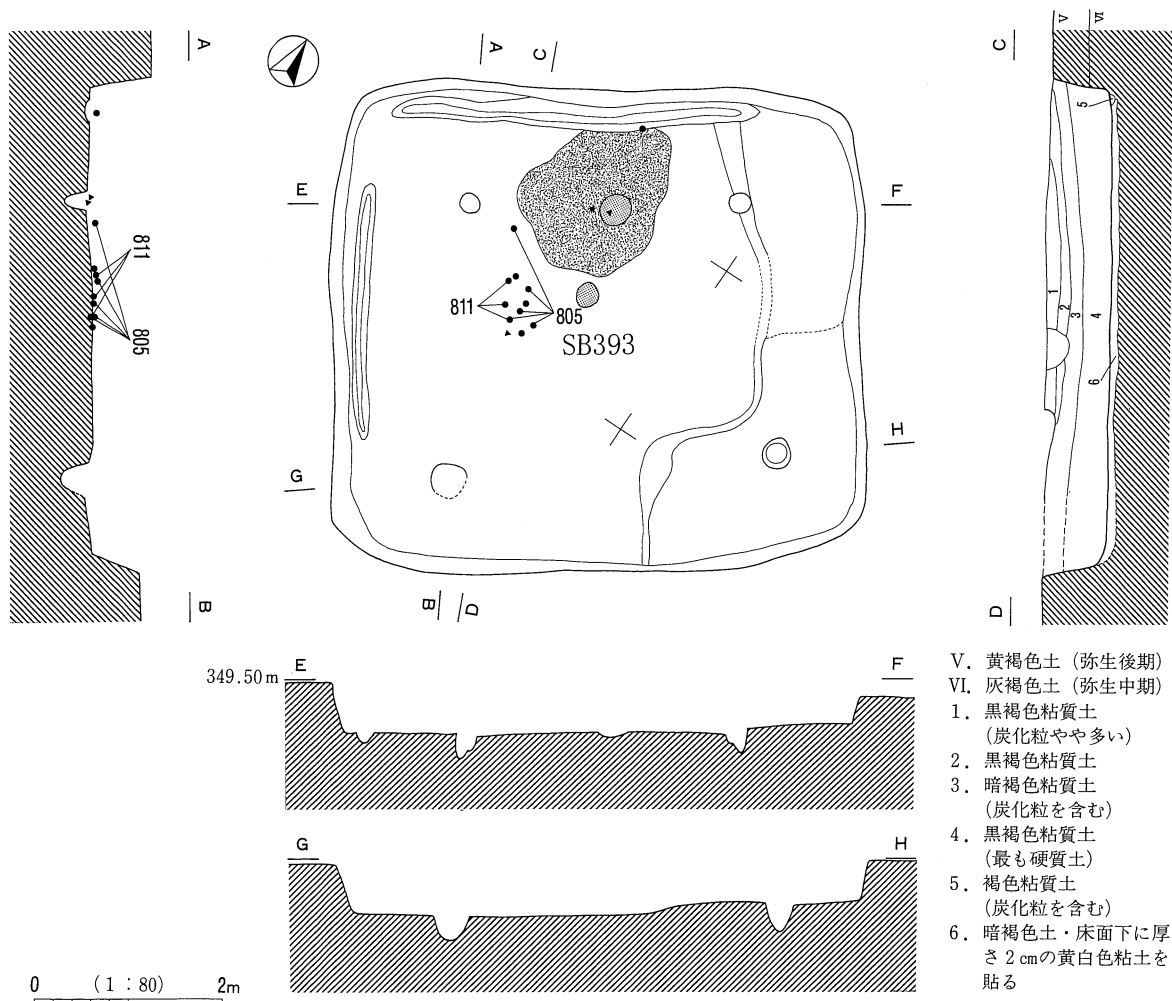 A
A
C
C
V
VI
5
E
F
811
805
811
805
SB393
1
2
3
4
6
G
H
B
B
D
D
349.50m
E
F
G
H
V. 黄褐色土 (弥生後期)
VI. 灰褐色土 (弥生中期)
1. 黒褐色粘質土
(炭化粒やや多い)
2. 黒褐色粘質土
3. 暗褐色粘質土
(炭化粒を含む)
4. 黒褐色粘質土
(最も硬質土)
5. 褐色粘質土
(炭化粒を含む)
6. 暗褐色土・床面下に厚
さ2cmの黄白色粘土を
貼る
0 (1:80) 2m